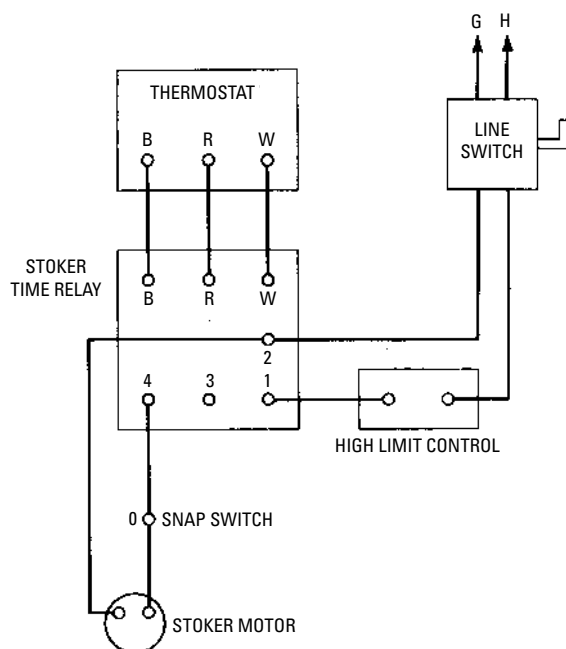 G H
THERMOSTAT
B R W
LINE
SWITCH
STOKER
TIME RELAY
B R W
2
4 3 1
HIGH LIMIT CONTROL
0 SNAP SWITCH
STOKER MOTOR